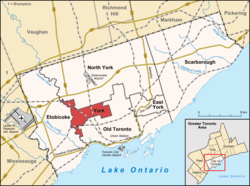 Brampton
Richmond
Hill
Markham
Pickering
Vaughan
North York
Scarborough
Etobicoke
York
East
York
Old Toronto
Mississauga
Lake Ontario
Greater Toronto
Area